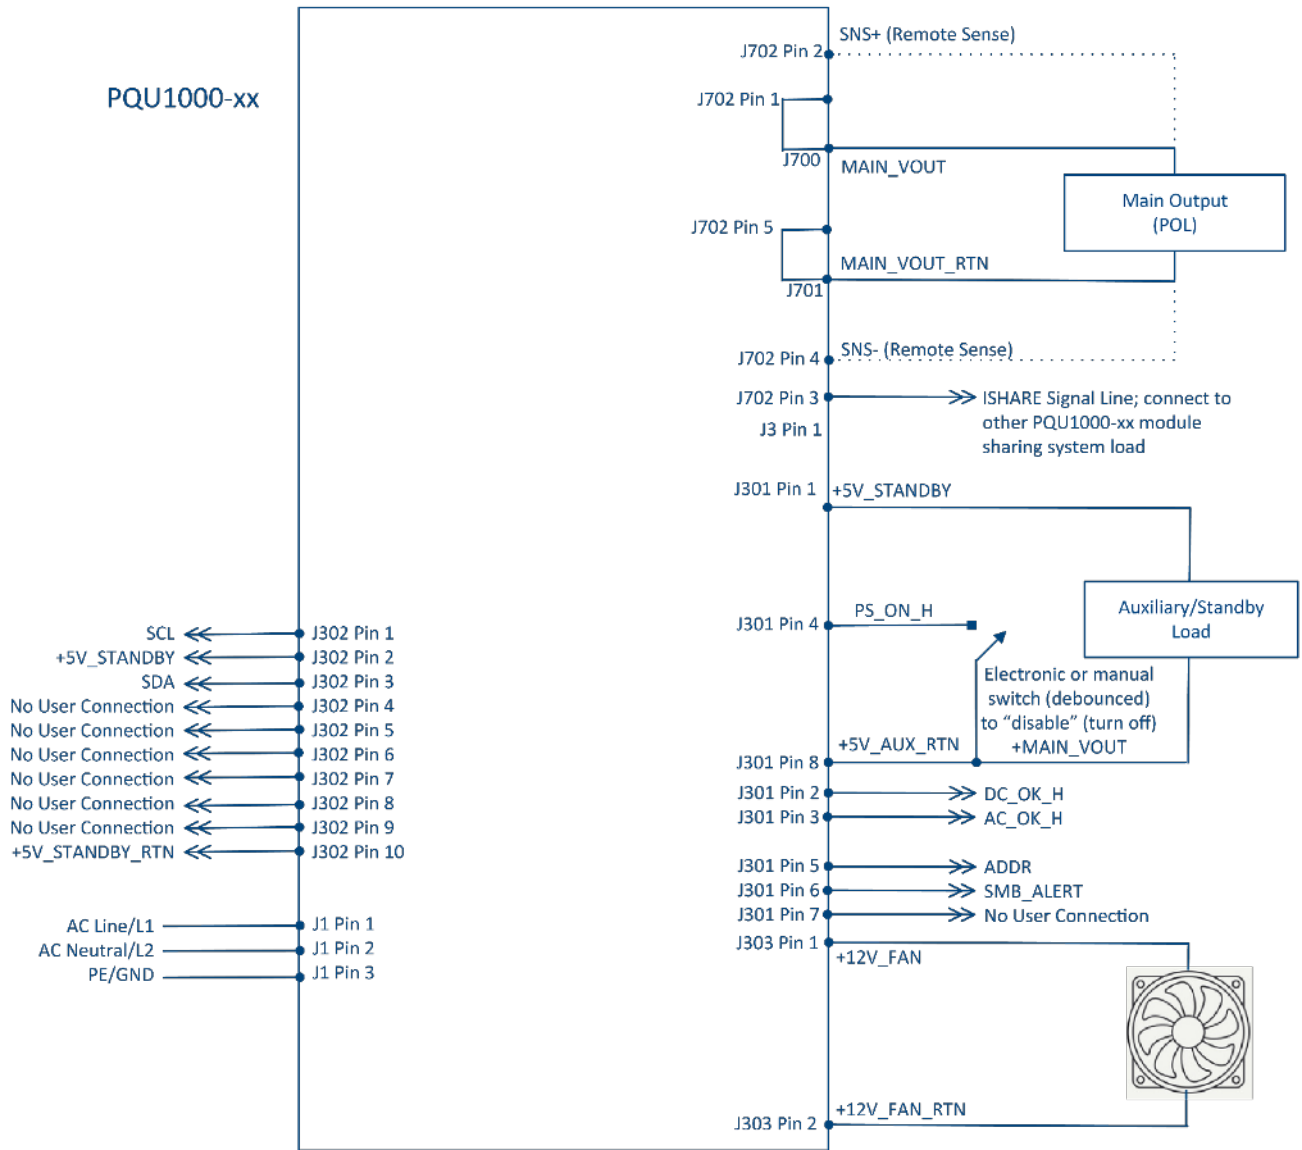 PQU1000-xx
SNS+ (Remote Sense)
J702 Pin 2
J702 Pin 1
J700
MAIN_VOUT
Main Output
(POL)
J702 Pin 5
MAIN_VOUT_RTN
J701
SNS- (Remote Sense)
J702 Pin 4
J702 Pin 3
ISHARE Signal Line; connect to
other PQU1000-xx module
sharing system load
J3 Pin 1
J301 Pin 1
+5V_STANDBY
Auxiliary/Standby
Load
J301 Pin 4
PS_ON_H
Electronic or manual
switch (debounced)
to “disable” (turn off)
+MAIN_VOUT
+5V_AUX_RTN
J301 Pin 8
J301 Pin 2
DC_OK_H
J301 Pin 3
AC_OK_H
J301 Pin 5
ADDR
J301 Pin 6
SMB_ALERT
J301 Pin 7
No User Connection
J303 Pin 1
+12V_FAN
+12V_FAN_RTN
J303 Pin 2
SCL
J302 Pin 1
+5V_STANDBY
J302 Pin 2
SDA
J302 Pin 3
No User Connection
J302 Pin 4
No User Connection
J302 Pin 5
No User Connection
J302 Pin 6
No User Connection
J302 Pin 7
No User Connection
J302 Pin 8
No User Connection
J302 Pin 9
+5V_STANDBY_RTN
J302 Pin 10
AC Line/L1
J1 Pin 1
AC Neutral/L2
J1 Pin 2
PE/GND
J1 Pin 3